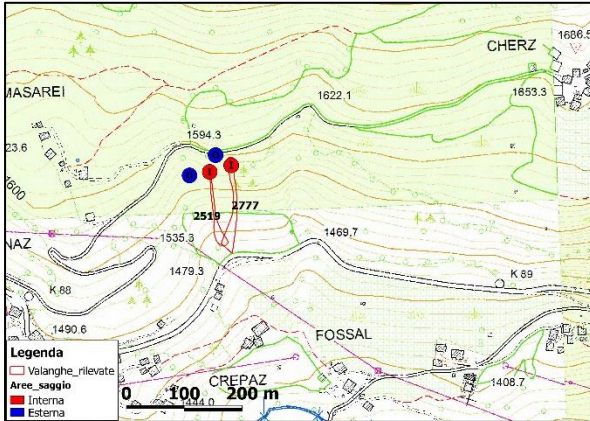 1686.5
CHERZ
MASAREI
1622.1
1653.3
1594.3
23.6
1600
2777
2519
1535.3
1469.7
NAZ
1479.3
K 89
K 88
1490.6
FOSSAL
Legenda
Valanghe_rilevate
Aree_saggio
Interna
Esterna
CREPAZ
1408.7
0 100 200 m
1444.0